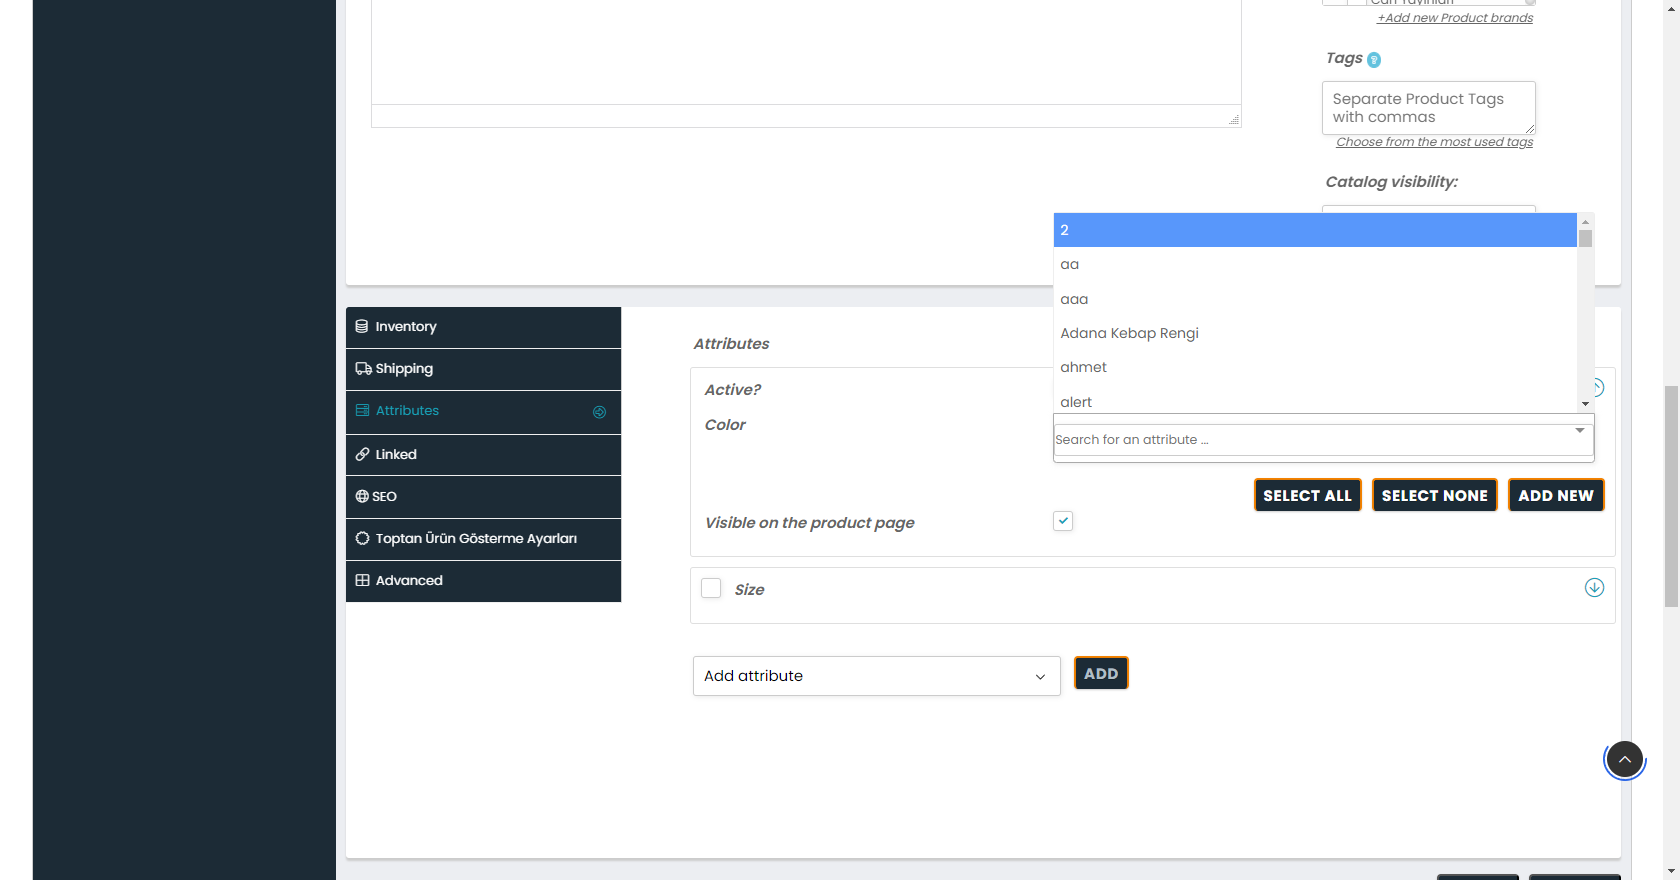 +Add new Product brands
Tags
Separate Product Tags
with commas
Choose from the most used tags
Catalog visibility:
2
aa
aaa
Adana Kebap Rengi
ahmet
alert
Search for an attribute ...
Inventory
Shipping
Attributes
Linked
SEO
Toptan Ürün Gösterme Ayarları
Advanced
Attributes
Active?
Color
SELECT ALL
SELECT NONE
ADD NEW
Visible on the product page
Size
Add attribute
ADD